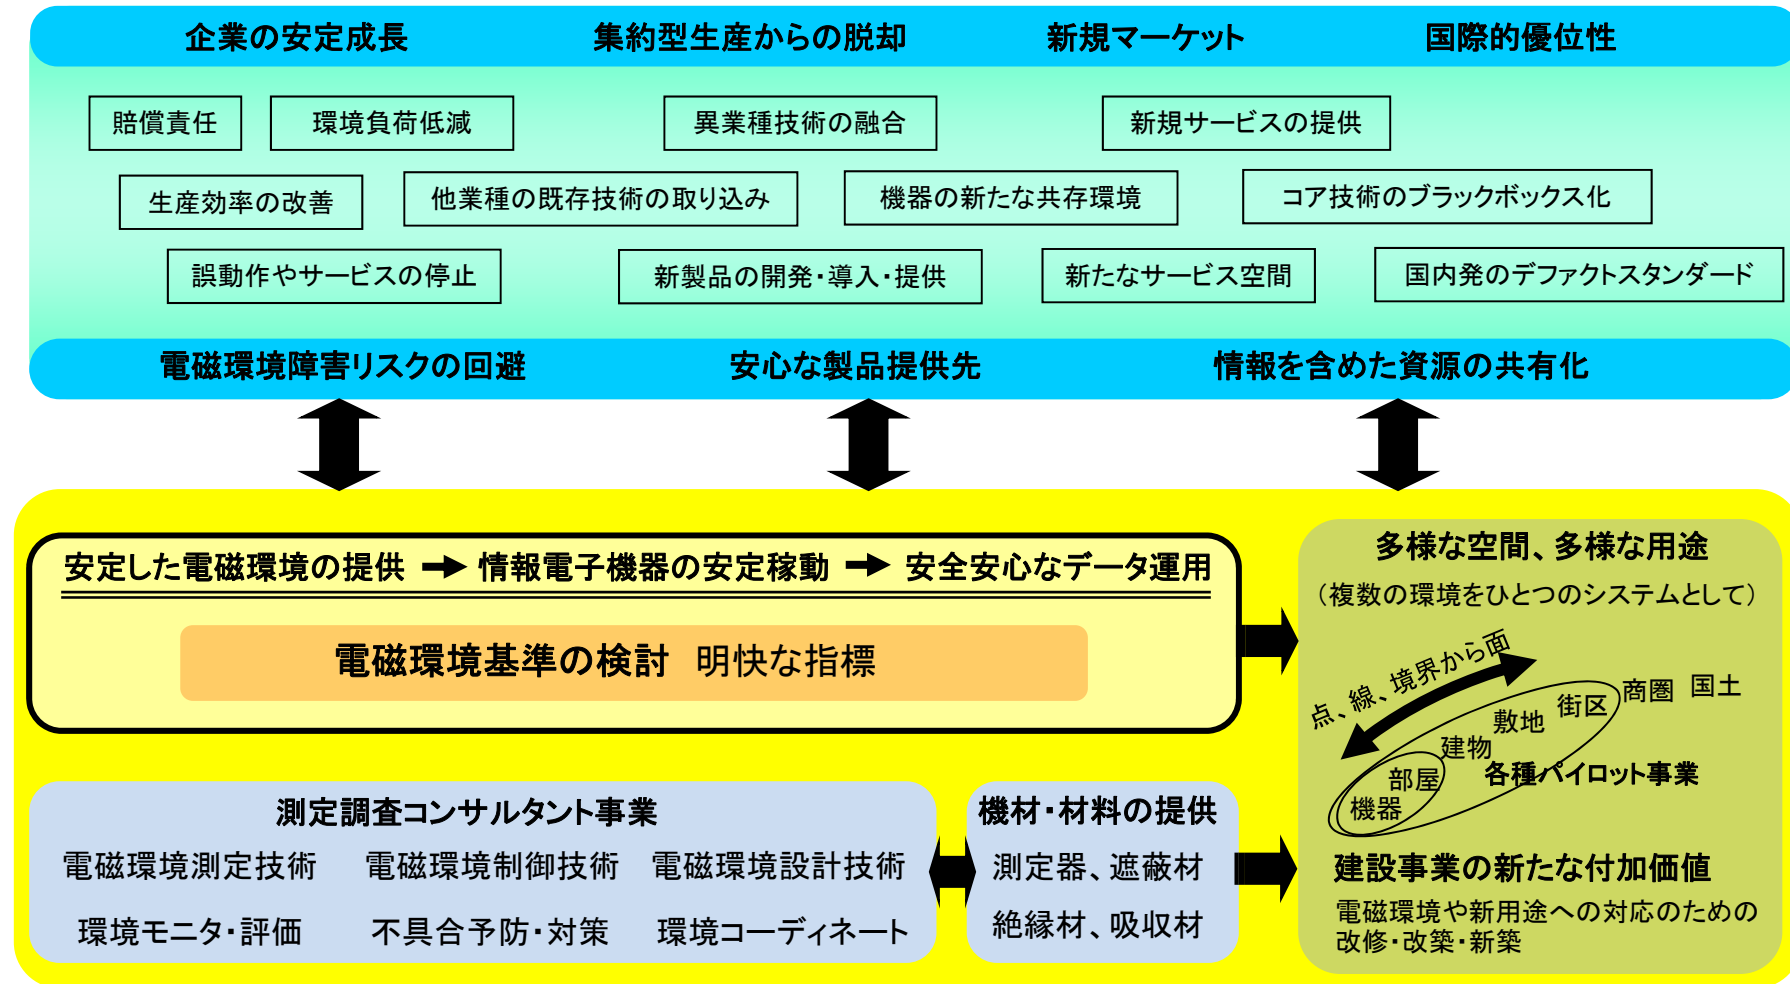 企業の安定成長 集約型生産からの脱却 新規マーケット 国際的優位性
賠償責任 環境負荷低減 異業種技術の融合 新規サービスの提供
生産効率の改善 他業種の既存技術の取り込み 機器の新たな共存環境 コア技術のブラックボックス化
誤動作やサービスの停止 新製品の開発・導入・提供 新たなサービス空間 国内発のデファクトスタンダード
電磁環境障害リスクの回避 安心な製品提供先 情報を含めた資源の共有化
安定した電磁環境の提供 情報電子機器の安定稼動 安全安心なデータ運用
電磁環境基準の検討 明快な指標
測定調査コンサルタント事業
電磁環境測定技術 電磁環境制御技術 電磁環境設計技術
環境モニタ・評価 不具合予防・対策 環境コーディネート
機材・材料の提供
測定器、遮蔽材
絶縁材、吸収材
多様な空間、多様な用途
（複数の環境をひとつのシステムとして）
点、線、境界から面
機器
部屋
建物
敷地
街区
商圏
国土
各種パイロット事業
建設事業の新たな付加価値
電磁環境や新用途への対応のための
改修・改築・新築